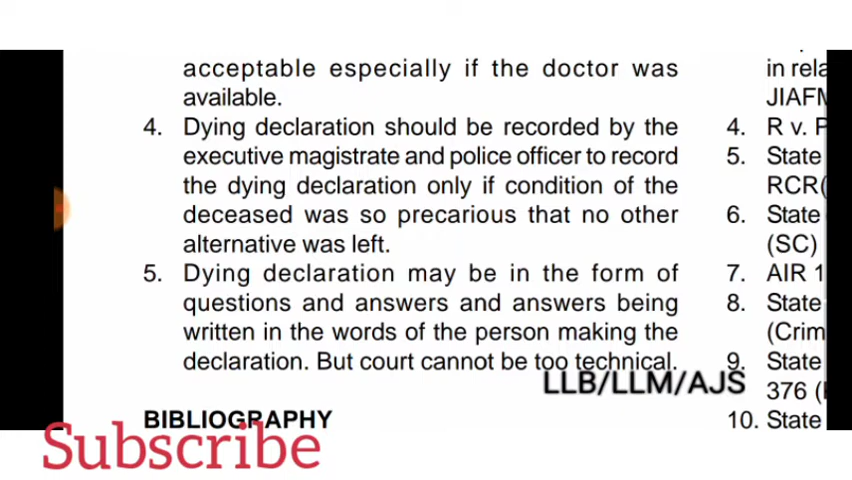 acceptable especially if the doctor was
available.
4. Dying declaration should be recorded by the
executive magistrate and police officer to record
the dying declaration only if condition of the
deceased was so precarious that no other
alternative was left.
5. Dying declaration may be in the form of
questions and answers and answers being
written in the words of the person making the
declaration. But court cannot be too technical.
BIBLIOGRAPHY
in
4. R v.
5. State
6. State
(SC)
7. AIR 1
8. State
9. State
376
10. State
LLB/LLM/AJS
Subscribe